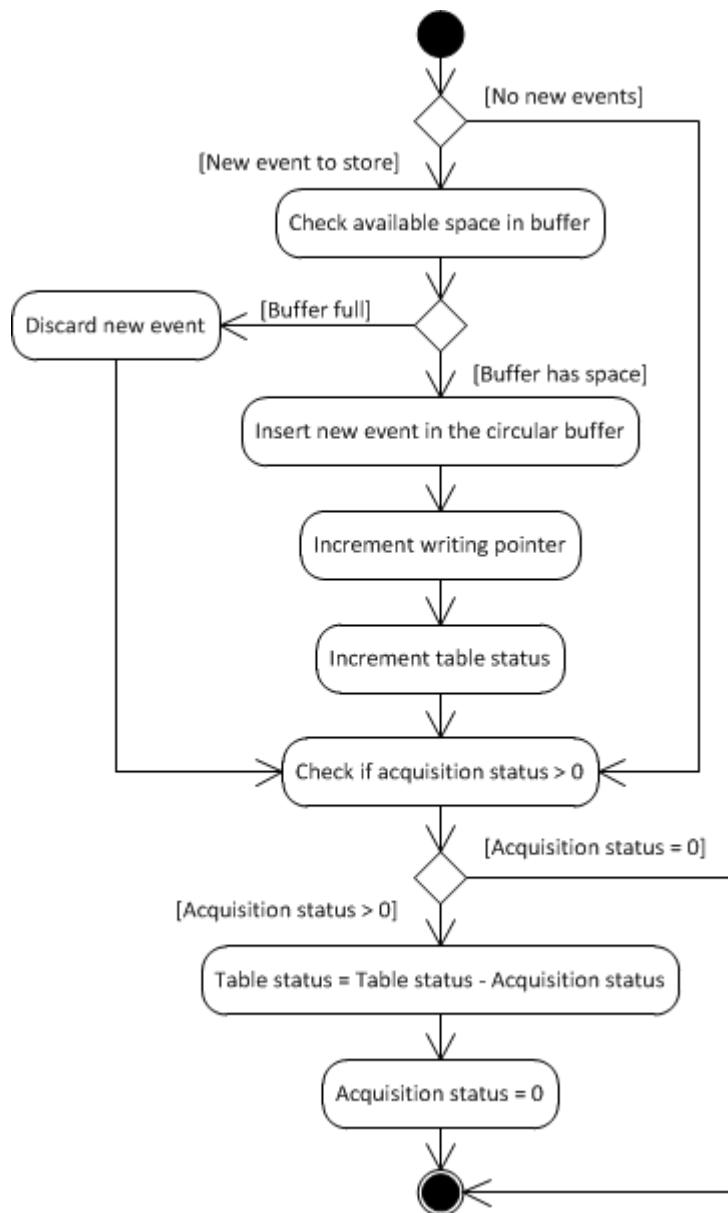 [No new events]
[New event to store]
Check available space in buffer
Discard new event
[Buffer full]
[Buffer has space]
Insert new event in the circular buffer
Increment writing pointer
Increment table status
Check if acquisition status > 0
[Acquisition status = 0]
[Acquisition status > 0]
Table status = Table status - Acquisition status
Acquisition status = 0